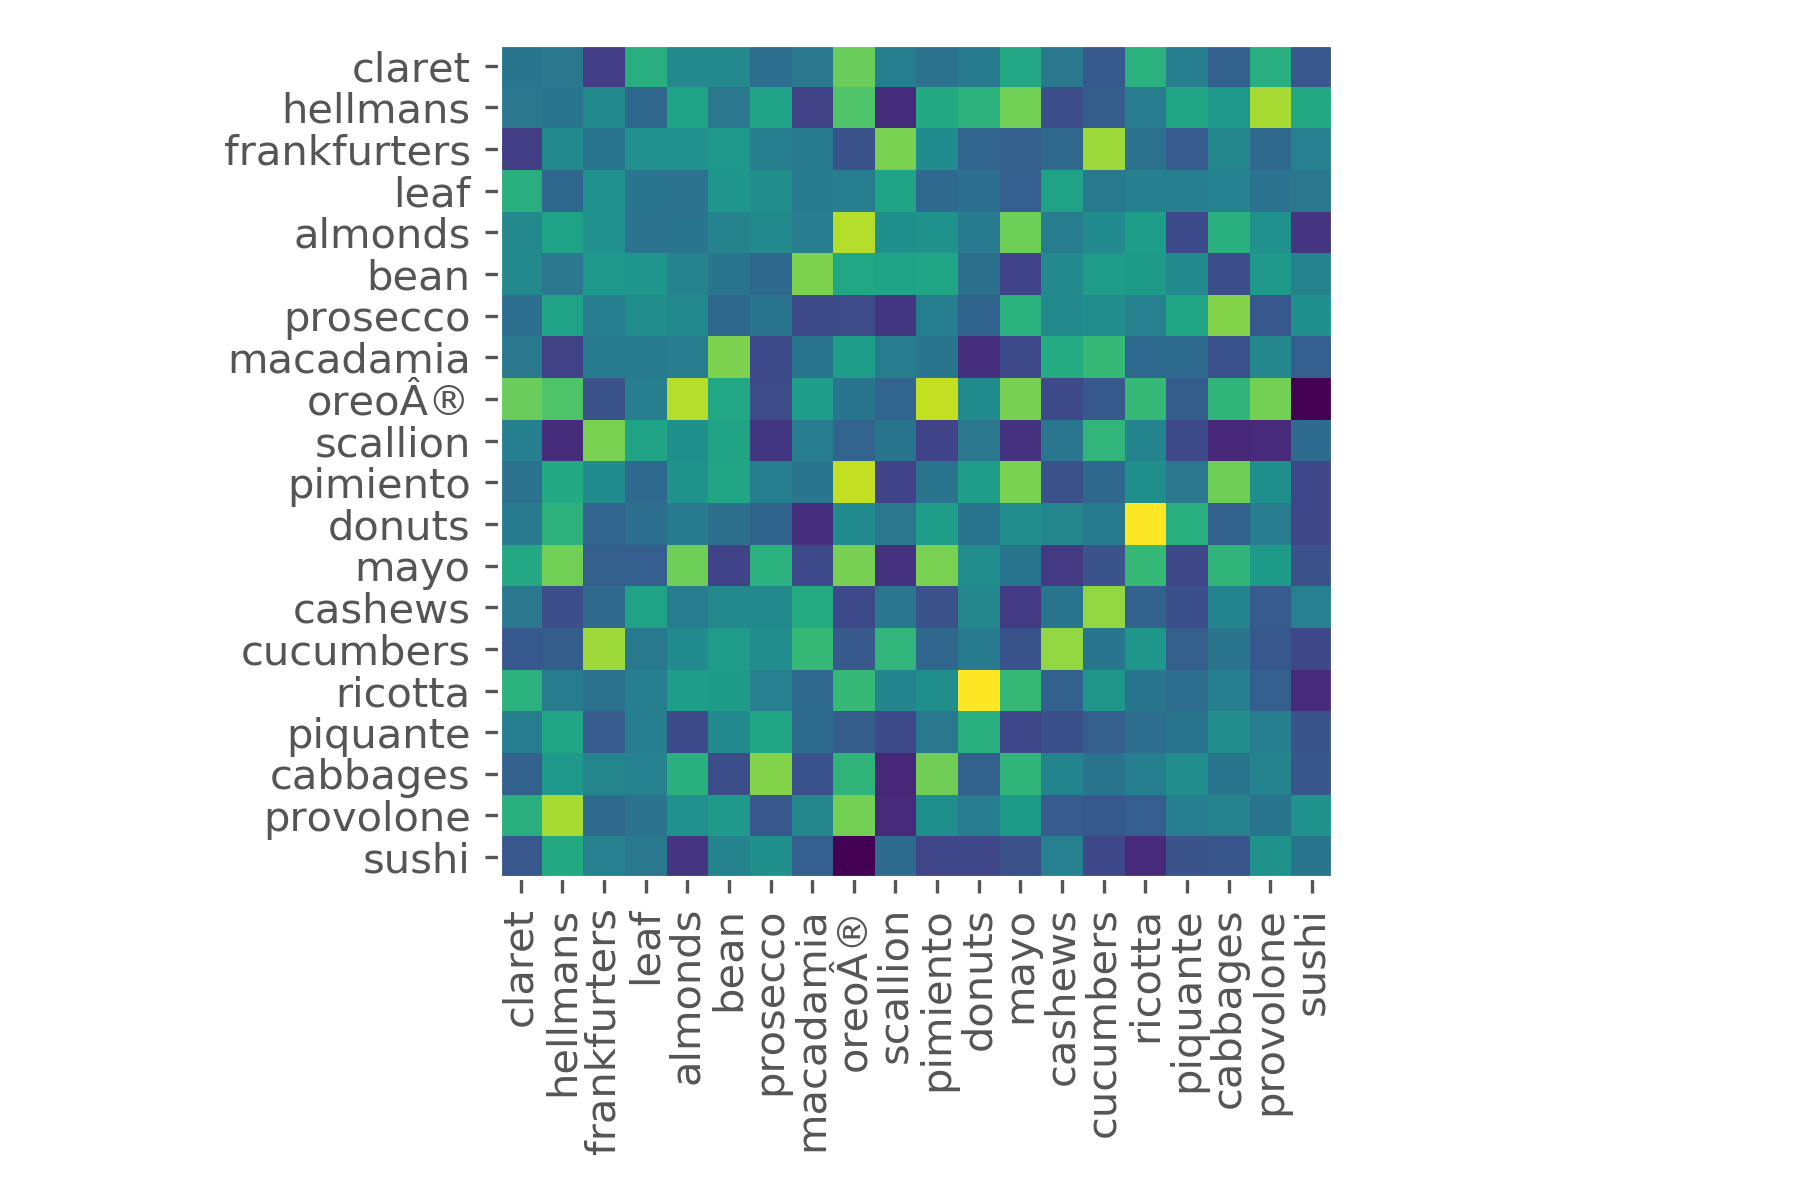 claret
hellmans
frankfurters
leaf
almonds
bean
prosecco
macadamia
oreoÂ®
scallion
pimiento
donuts
mayo
cashews
cucumbers
ricotta
piquante
cabbages
provolone
sushi
claret
hellmans
frankfurters
leaf
almonds
bean
prosecco
macadamia
oreoÂ®
scallion
pimiento
donuts
mayo
cashews
cucumbers
ricotta
piquante
cabbages
provolone
sushi